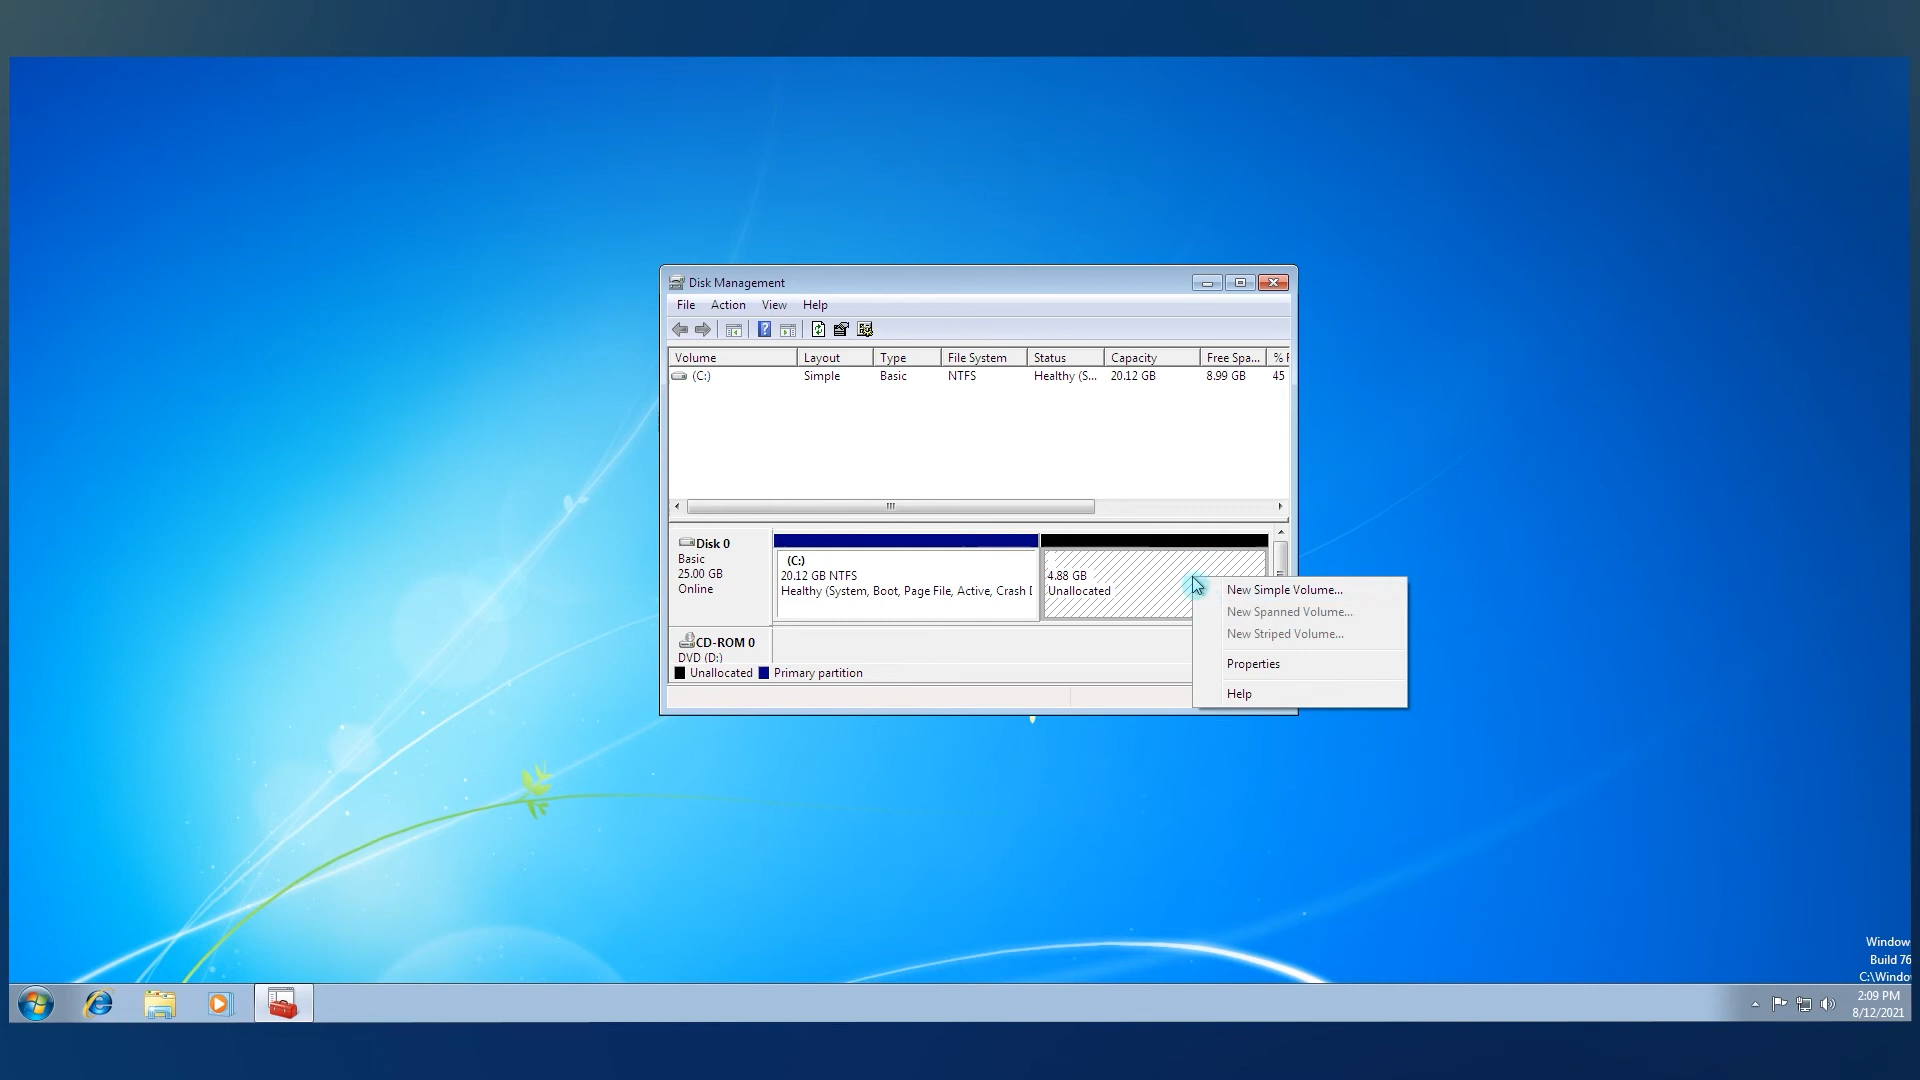 Disk Management
File Action View Help
Volume Layout Type File System Status Capacity Free Spa... %
(C:) Simple Basic NTFS Healthy (S... 20.12 GB 8.99 GB 45
Disk 0
Basic
25.00 GB
Online
(C:)
20.12 GB NTFS
Healthy (System, Boot, Page File, Active, Crash
4.88 GB
Unallocated
New Simple Volume...
New Spanned Volume...
New Striped Volume...
Properties
Help
CD-ROM 0
DVD (D:)
Unallocated Primary partition
Window
Build 76
C:\Windo
2:09 PM
8/12/2021